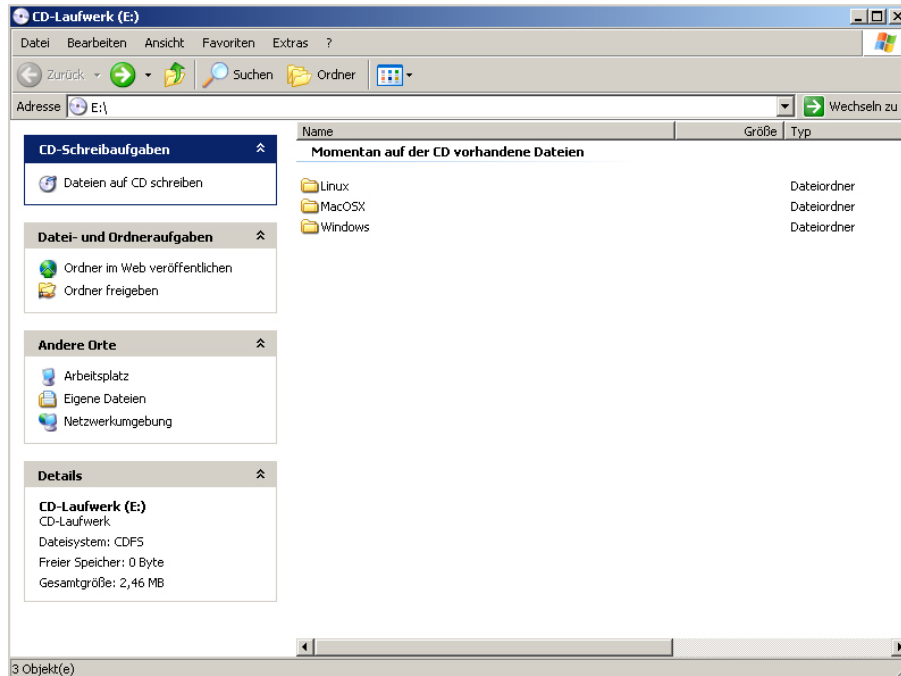 CD-Laufwerk (E:)
Datei Bearbeiten Ansicht Favoriten Extras ?
Zurück Suchen Ordner
Adresse E:\ Wechseln zu
CD-Schreibaufgaben
Dateien auf CD schreiben
Datei- und Ordneraufgaben
Ordner im Web veröffentlichen
Ordner freigeben
Andere Orte
Arbeitsplatz
Eigene Dateien
Netzwerkumgebung
Details
CD-Laufwerk (E:)
CD-Laufwerk
Dateisystem: CDFS
Freier Speicher: 0 Byte
Gesamtgröße: 2,46 MB
Name Größe Typ
Momentan auf der CD vorhandene Dateien
Linux Dateiordner
MacOSX Dateiordner
Windows Dateiordner
3 Objekt(e)